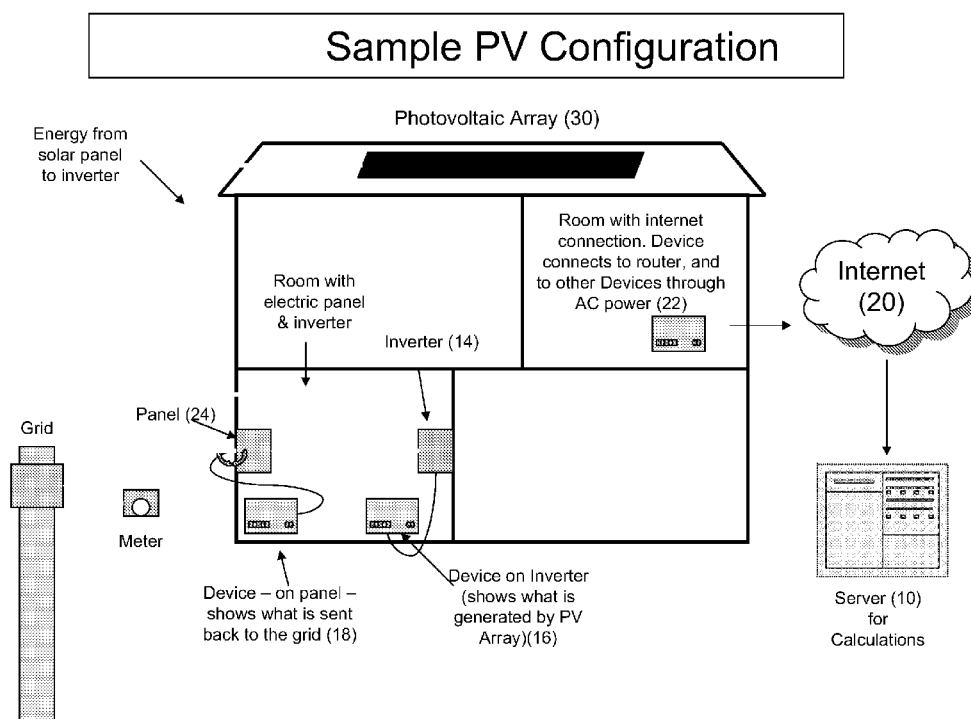 Sample PV Configuration
Photovoltaic Array (30)
Energy from
solar panel
to inverter
Room with internet
connection. Device
connects to router, and
to other Devices through
AC power (22)
Internet
(20)
Room with
electric panel
& inverter
Inverter (14)
Panel (24)
Grid
Meter
Device – on panel –
shows what is sent
back to the grid (18)
Device on Inverter
(shows what is
generated by PV
Array)(16)
Server (10)
for
Calculations